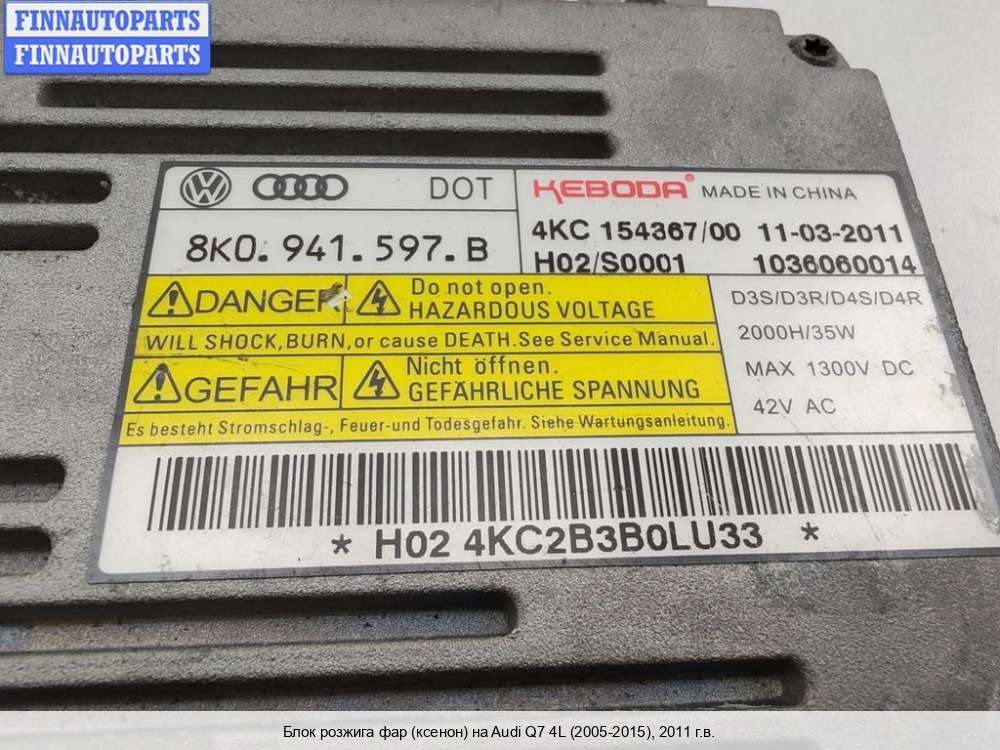 FINNAUTOPARTS
FINNAUTOPARTS
DOT
8K0.941.597.B
KEBODA® MADE IN CHINA
4KC 154367/00 11-03-2011
H02/S0001 1036060014
DANGER
Do not open.
HAZARDOUS VOLTAGE
WILL SHOCK, BURN, or cause DEATH. See Service Manual.
GEFAHR
Nicht öffnen.
GEFÄHRLICHE SPANNUNG
Es besteht Stromschlag-, Feuer-und Todesgefahr. Siehe Wartungsanleitung.
D3S/D3R/D4S/D4R
2000H/35W
MAX 1300V DC
42V AC
* H02 4KC2B3B0LU33 *
Блок розжига фар (ксенон) на Audi Q7 4L (2005-2015), 2011 г.в.